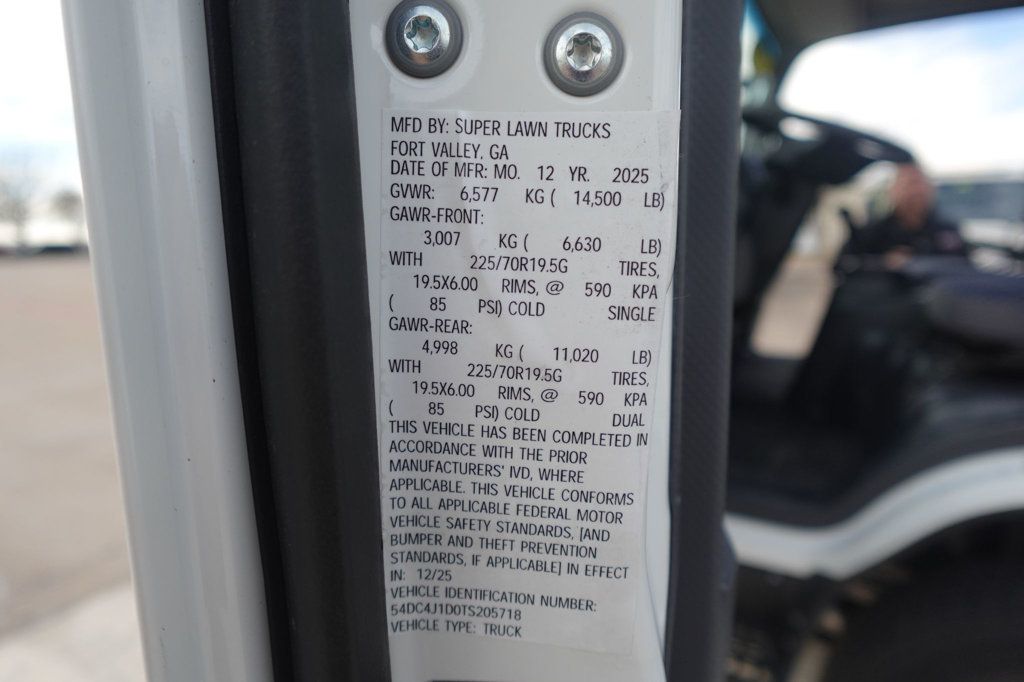 MFD BY: SUPER LAWN TRUCKS
FORT VALLEY, GA
DATE OF MFR: MO. 12 YR. 2025
GVWR: 6,577 KG ( 14,500 LB)
GAWR-FRONT:
3,007 KG ( 6,630 LB)
WITH 225/70R19.5G TIRES,
19.5X6.00 RIMS, @ 590 KPA
( 85 PSI) COLD SINGLE
GAWR-REAR:
4,998 KG ( 11,020 LB)
WITH 225/70R19.5G TIRES,
19.5X6.00 RIMS, @ 590 KPA
( 85 PSI) COLD DUAL
THIS VEHICLE HAS BEEN COMPLETED IN
ACCORDANCE WITH THE PRIOR
MANUFACTURERS' IVD, WHERE
APPLICABLE. THIS VEHICLE CONFORMS
TO ALL APPLICABLE FEDERAL MOTOR
VEHICLE SAFETY STANDARDS, [AND
BUMPER AND THEFT PREVENTION
STANDARDS, IF APPLICABLE] IN EFFECT
IN: 12/25
VEHICLE IDENTIFICATION NUMBER:
54DC4J1D0TS205718
VEHICLE TYPE: TRUCK